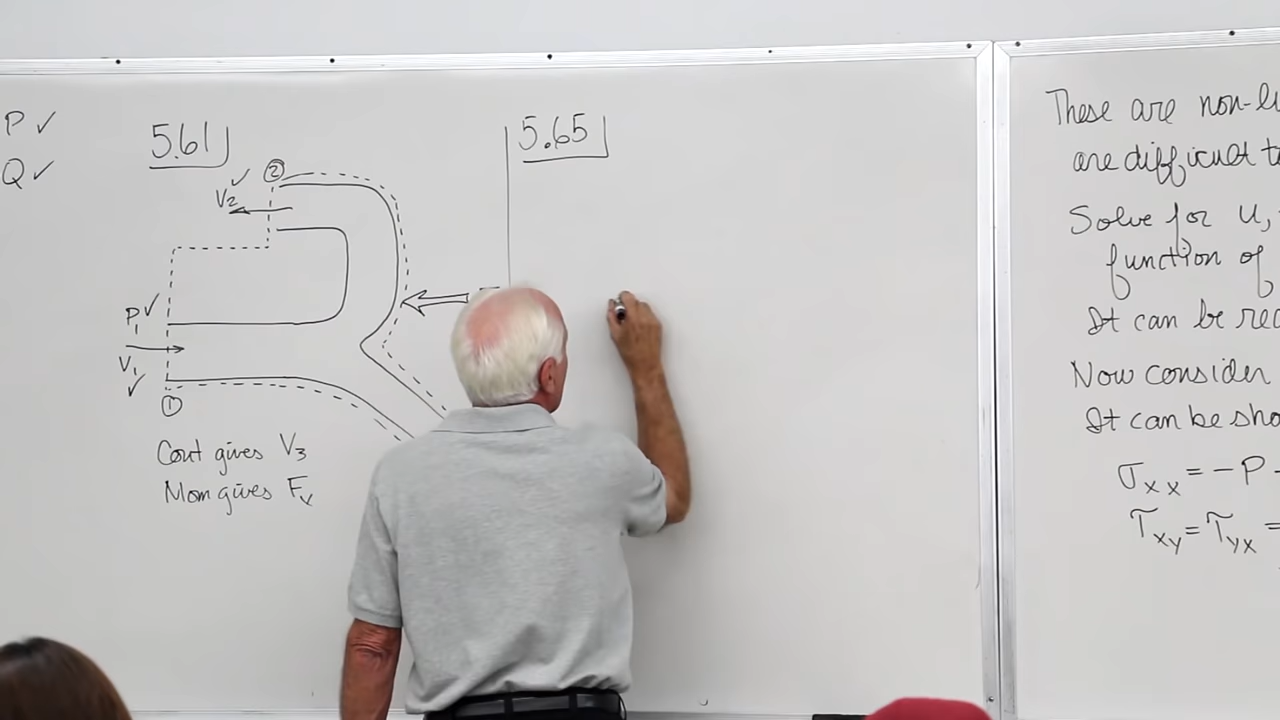 P ✓
Q ✓
5.61
②
V₂ ✓
P₁ ✓
V₁ ✓
①
Cont gives V₃
Mom gives Fₓ
5.65
These are non-li
are difficult t
Solve for u,
function of
It can be rec
Now consider
It can be sho
σxx = -P -
τxy = τyx =